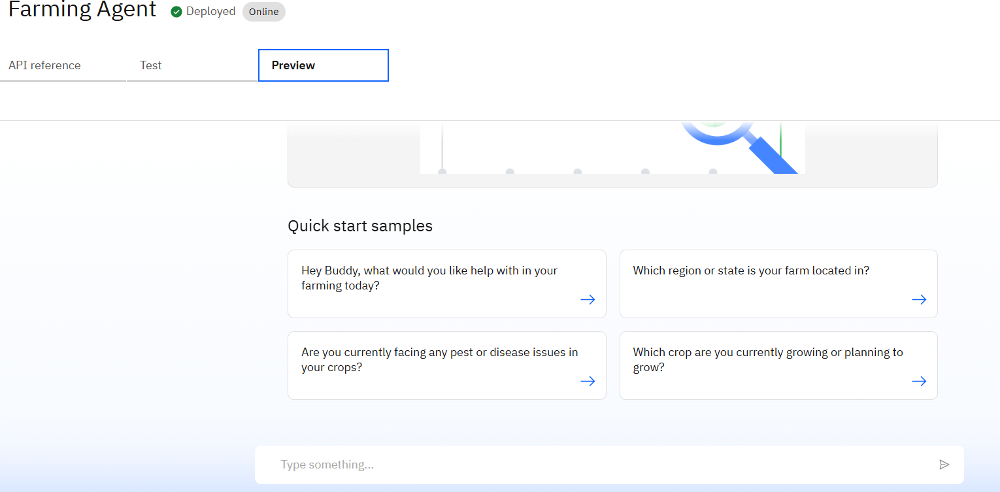 Farming Agent Deployed Online
API reference Test Preview
Quick start samples
Hey Buddy, what would you like help with in your
farming today?
Which region or state is your farm located in?
Are you currently facing any pest or disease issues in
your crops?
Which crop are you currently growing or planning to
grow?
Type something...